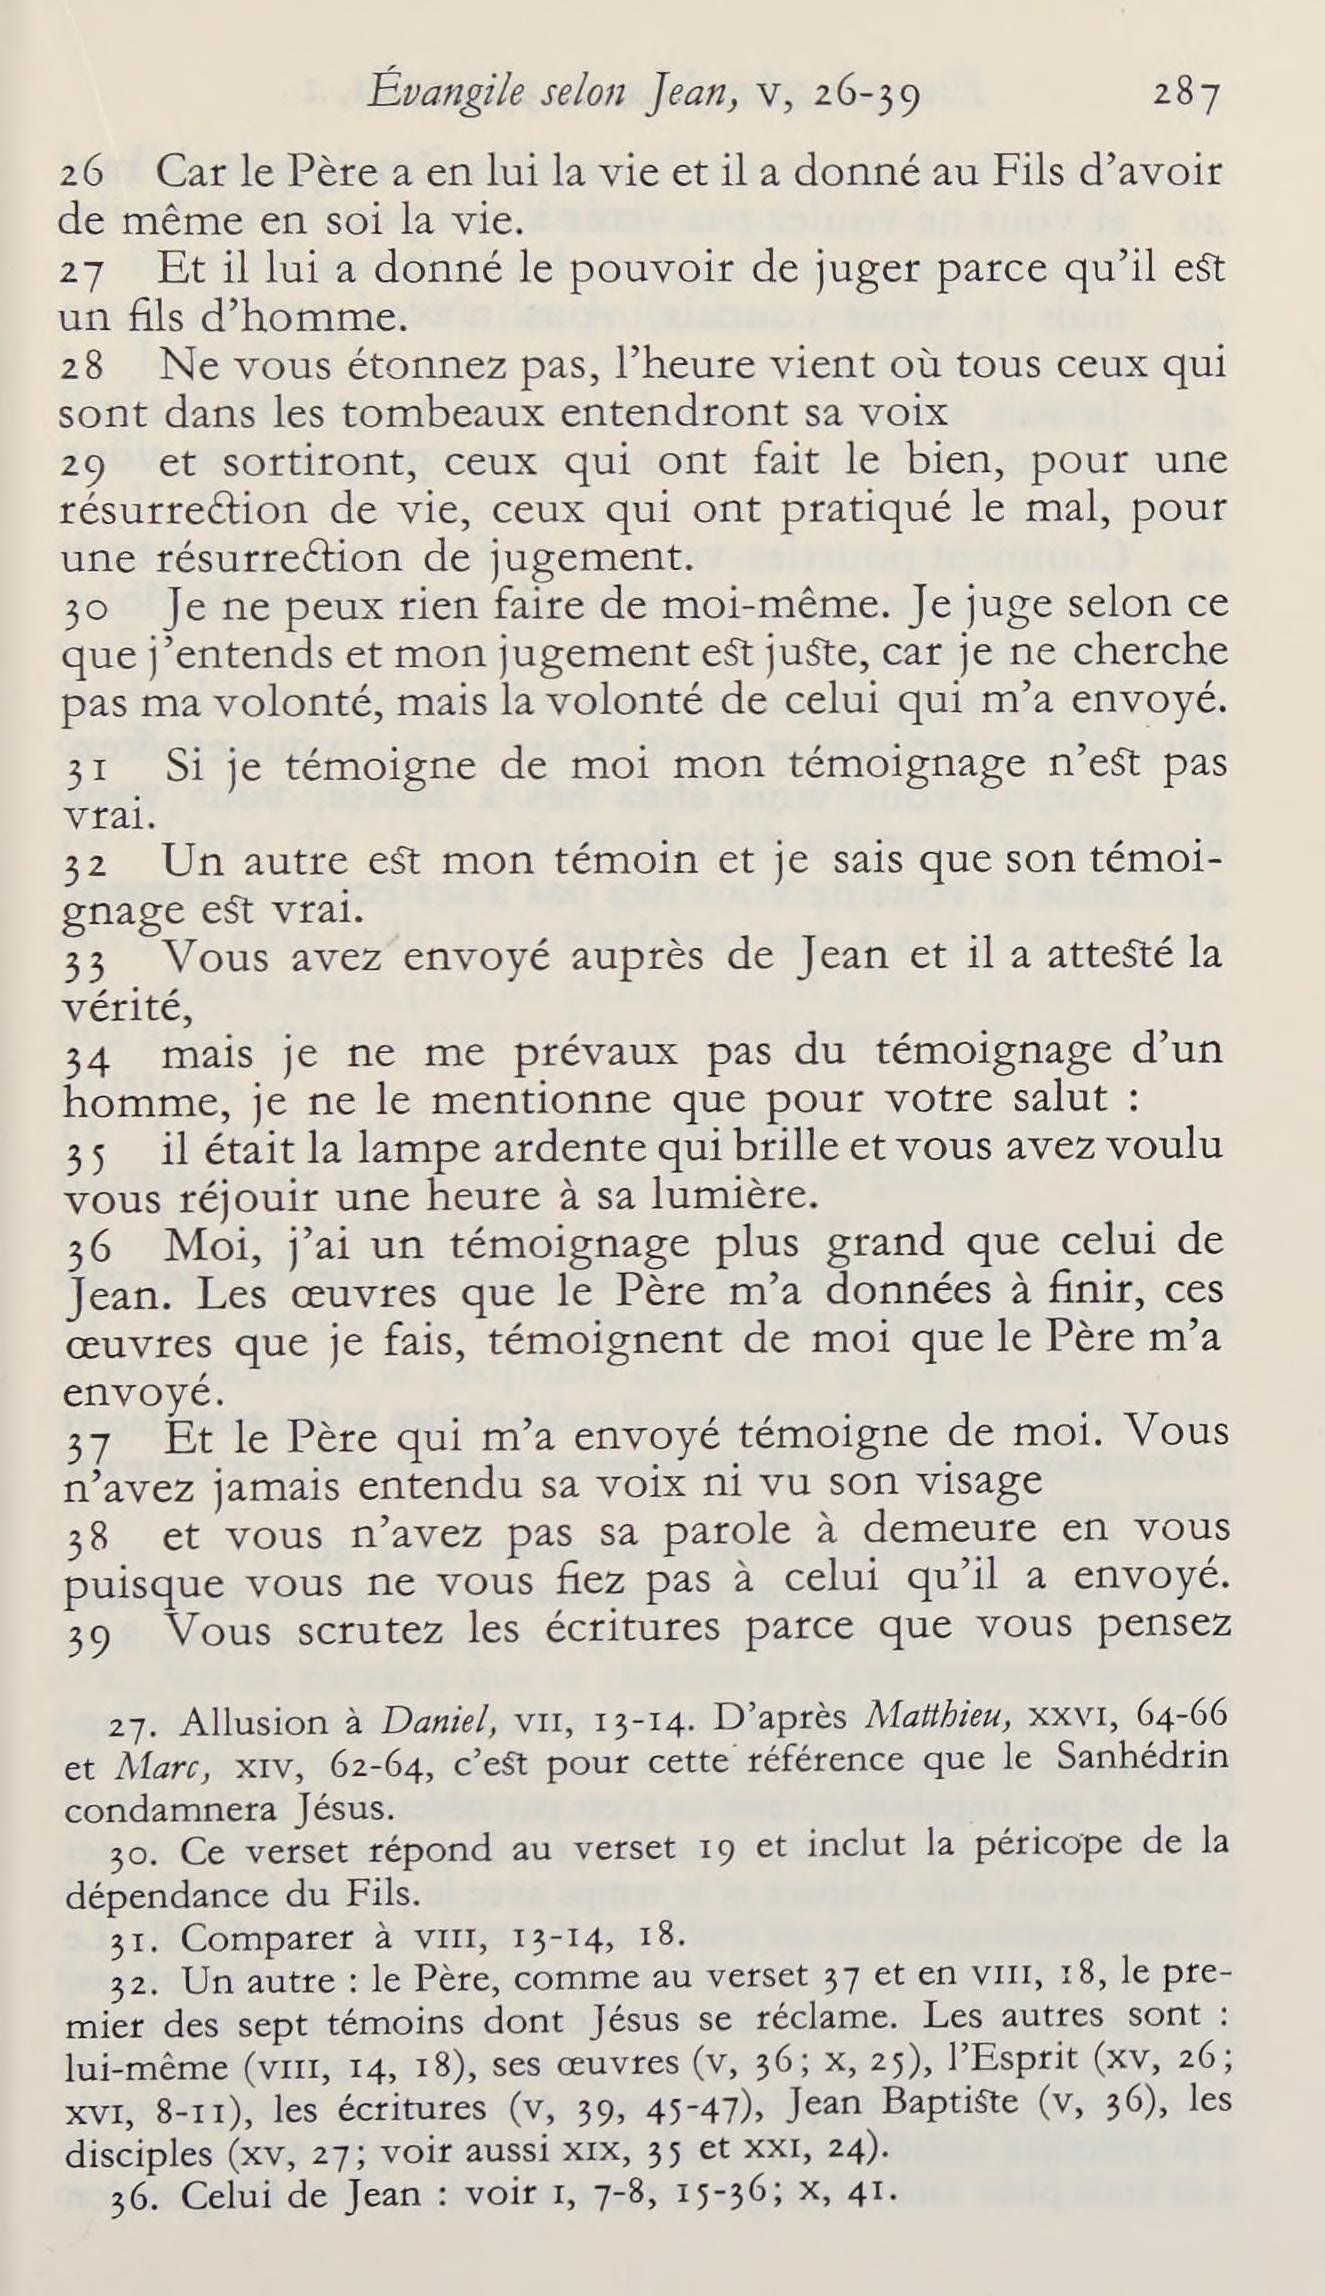 Évangile selon Jean, V, 26-39 287
26 Car le Père a en lui la vie et il a donné au Fils d’avoir
de même en soi la vie.
27 Et il lui a donné le pouvoir de juger parce qu’il est
un fils d’homme.
28 Ne vous étonnez pas, l’heure vient où tous ceux qui
sont dans les tombeaux entendront sa voix
29 et sortiront, ceux qui ont fait le bien, pour une
résurrection de vie, ceux qui ont pratiqué le mal, pour
une résurrection de jugement.
30 Je ne peux rien faire de moi-même. Je juge selon ce
que j’entends et mon jugement est juste, car je ne cherche
pas ma volonté, mais la volonté de celui qui m’a envoyé.
31 Si je témoigne de moi mon témoignage n’est pas
vrai.
32 Un autre est mon témoin et je sais que son témoi-
gnage est vrai.
33 Vous avez envoyé auprès de Jean et il a attesté la
vérité,
34 mais je ne me prévaux pas du témoignage d’un
homme, je ne le mentionne que pour votre salut :
35 il était la lampe ardente qui brille et vous avez voulu
vous réjouir une heure à sa lumière.
36 Moi, j’ai un témoignage plus grand que celui de
Jean. Les œuvres que le Père m’a données à finir, ces
œuvres que je fais, témoignent de moi que le Père m’a
envoyé.
37 Et le Père qui m’a envoyé témoigne de moi. Vous
n’avez jamais entendu sa voix ni vu son visage
38 et vous n’avez pas sa parole à demeure en vous
puisque vous ne vous fiez pas à celui qu’il a envoyé.
39 Vous scrutez les écritures parce que vous pensez
27. Allusion à Daniel, VII, 13-14. D’après Matthieu, XXVI, 64-66
et Marc, XIV, 62-64, c’est pour cette référence que le Sanhédrin
condamnera Jésus.
30. Ce verset répond au verset 19 et inclut la péricope de la
dépendance du Fils.
31. Comparer à VIII, 13-14, 18.
32. Un autre : le Père, comme au verset 37 et en VIII, 18, le pre-
mier des sept témoins dont Jésus se réclame. Les autres sont :
lui-même (VIII, 14, 18), ses œuvres (V, 36; X, 25), l’Esprit (XV, 26;
XVI, 8-11), les écritures (V, 39, 45-47), Jean Baptiste (V, 36), les
disciples (XV, 27; voir aussi XIX, 35 et XXI, 24).
36. Celui de Jean : voir I, 7-8, 15-36; X, 41.